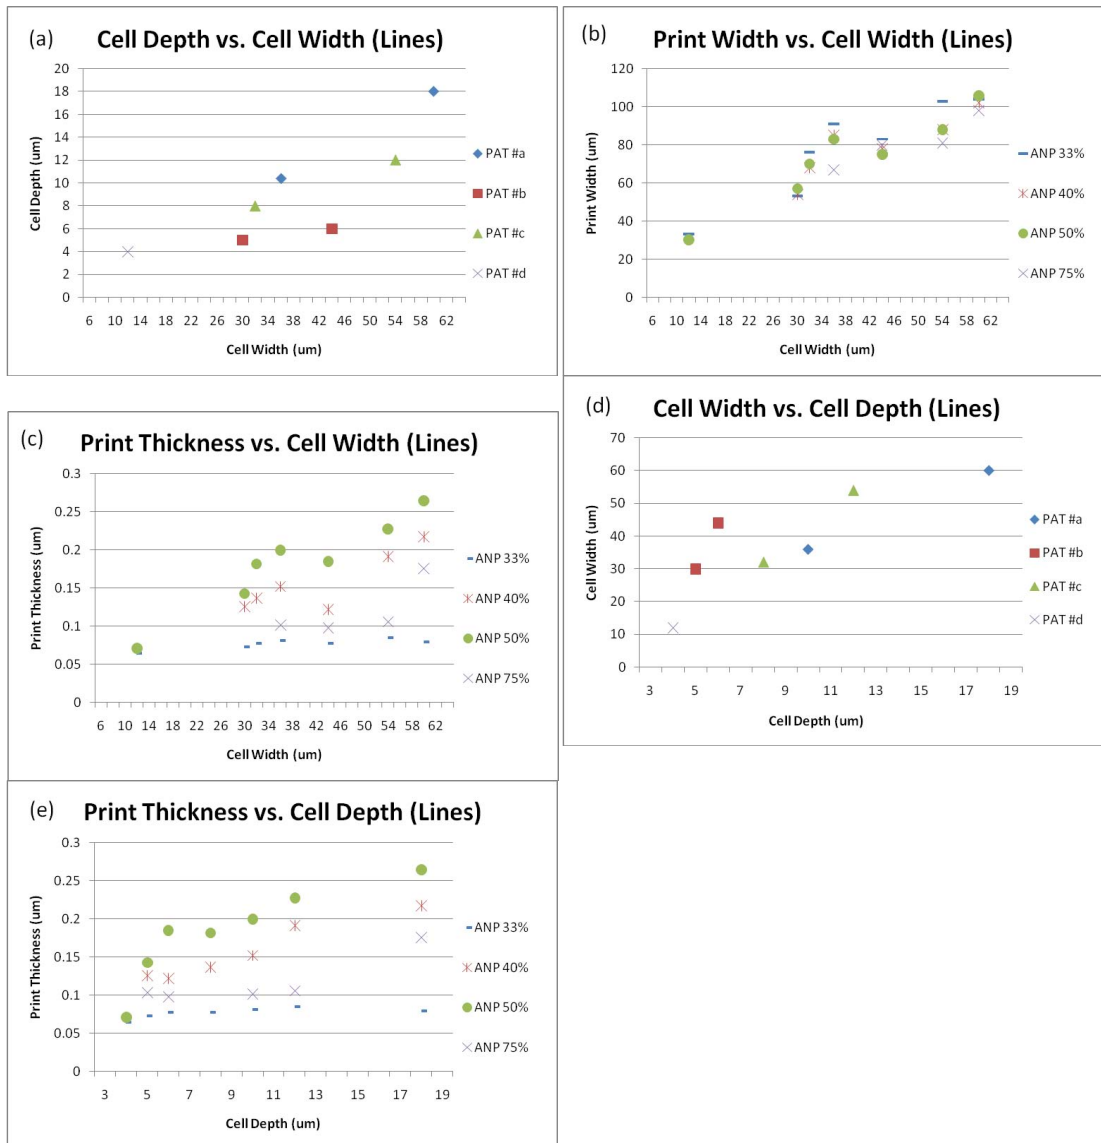 (a)
Cell Depth vs. Cell Width (Lines)
20
18
16
14
12
10
8
6
4
2
0
Cell Depth (um)
6 10 14 18 22 26 30 34 36 44 46 50 54 58 62
Cell Width (um)
PAT #a
PAT #b
PAT #c
PAT #d
(b)
Print Width vs. Cell Width (Lines)
120
100
80
60
40
20
0
Print Width (um)
6 10 14 18 22 26 30 34 36 44 46 50 54 58 62
Cell Width (um)
ANP 33%
ANP 40%
ANP 50%
ANP 75%
(c)
Print Thickness vs. Cell Width (Lines)
0.3
0.25
0.2
0.15
0.1
0.05
0
Print Thickness (um)
6 10 14 18 22 26 30 34 36 44 46 50 54 58 62
Cell Width (um)
ANP 33%
ANP 40%
ANP 50%
ANP 75%
(d)
Cell Width vs. Cell Depth (Lines)
70
60
50
40
30
20
10
0
Cell Width (um)
3 5 7 9 11 13 15 17 19
Cell Depth (um)
PAT #a
PAT #b
PAT #c
PAT #d
(e)
Print Thickness vs. Cell Depth (Lines)
0.3
0.25
0.2
0.15
0.1
0.05
0
Print Thickness (um)
3 5 7 9 11 13 15 17 19
Cell Depth (um)
ANP 33%
ANP 40%
ANP 50%
ANP 75%